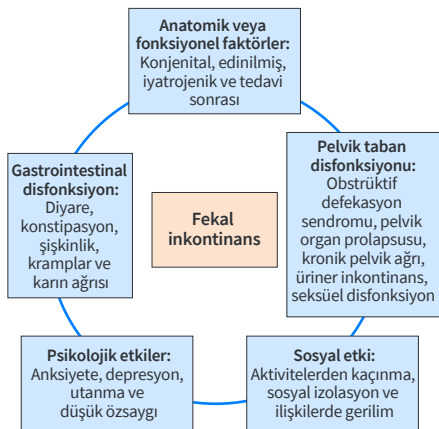 Anatomik veya
fonksiyonel faktörler:
Konjenital, edinilmiş,
iyatrojenik ve tedavi
sonrası
Pelvik taban
disfonksiyonu:
Obstrüktif
defekasyon
sendromu, pelvik
organ prolapsusu,
kronik pelvik ağrı,
üriner inkontinans,
seksüel disfonksiyon
Gastrointestinal
disfonksiyon:
Diyare,
konstipasyon,
şişkinlik,
kramplar ve
karın ağrısı
Fekal
inkontinans
Psikolojik etkiler:
Anksiyete, depresyon,
utanma ve
düşük özsaygı
Sosyal etki:
Aktivitelerden kaçınma,
sosyal izolasyon ve
ilişkilerde gerilim